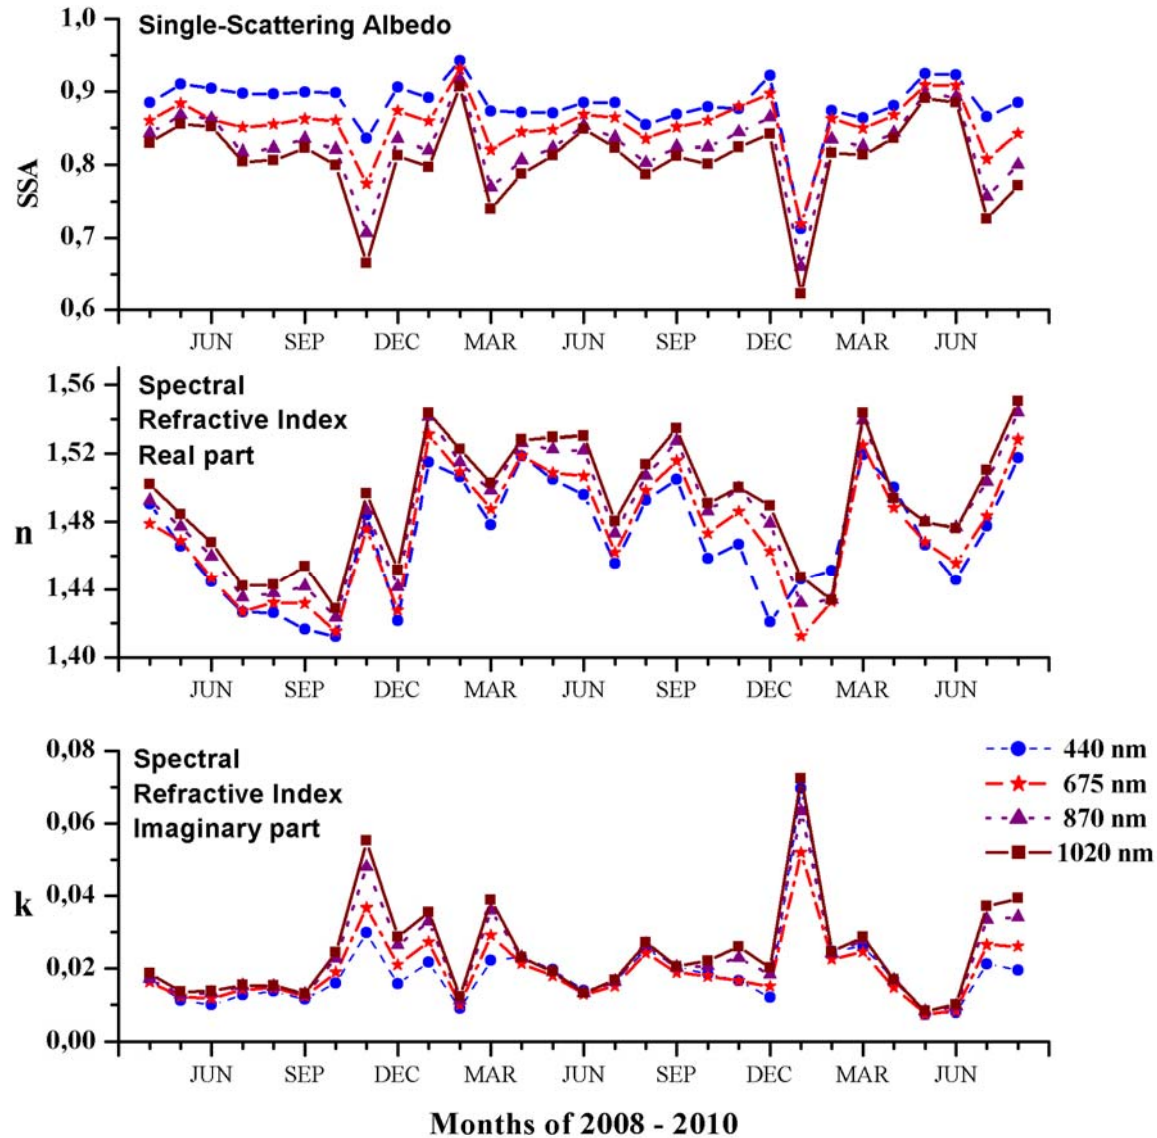 Single-Scattering Albedo
1,0
0,9
0,8
0,7
0,6
SSA
JUN SEP DEC MAR JUN SEP DEC MAR JUN
Spectral
Refractive Index
Real part
1,56
1,52
1,48
1,44
1,40
n
JUN SEP DEC MAR JUN SEP DEC MAR JUN
Spectral
Refractive Index
Imaginary part
0,08
0,06
0,04
0,02
0,00
k
440 nm
675 nm
870 nm
1020 nm
JUN SEP DEC MAR JUN SEP DEC MAR JUN
Months of 2008 - 2010